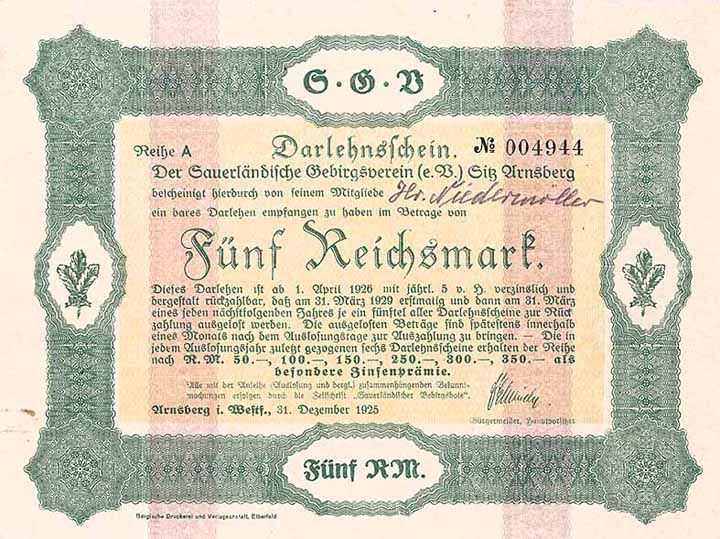 S·G·V
Reihe A
Darlehnsschein.
№ 004944
Der Sauerländische Gebirgsverein (e.V.) Sitz Arnsberg
bescheinigt hierdurch von seinem Mitgliede Hr. Niedermöller
ein bares Darlehen empfangen zu haben im Betrage von
Fünf Reichsmark.
Dieses Darlehen ist ab 1. April 1926 mit jährl. 5 v. H. verzinslich und
dergestalt rückzahlbar, daß am 31. März 1929 erstmalig und dann am 31. März
eines jeden nächstfolgenden Jahres je ein fünftel aller Darlehnsscheine zur Rück
zahlung ausgelost werden. Die ausgelosten Beträge sind spätestens innerhalb
eines Monats nach dem Auslosungstage zur Auszahlung zu bringen. — Die in
jedem Auslosungsjahr zuletzt gezogenen sechs Darlehnsscheine erhalten der Reihe
nach R.M. 50.—, 100.—, 150.—, 250.—, 300.—, 350.— als
besondere Zinsenprämie.
Alle mit der Anleihe (Auslosung und dergl.) zusammenhängenden Bekannt-
machungen erfolgen durch die Zeitschrift „Sauerländischer Gebirgsbote".
Arnsberg i. Westf., 31. Dezember 1925
Bürgermeister, Hauptvorsitzer
Fünf RM.
Bergische Druckerei und Verlagsanstalt, Elberfeld